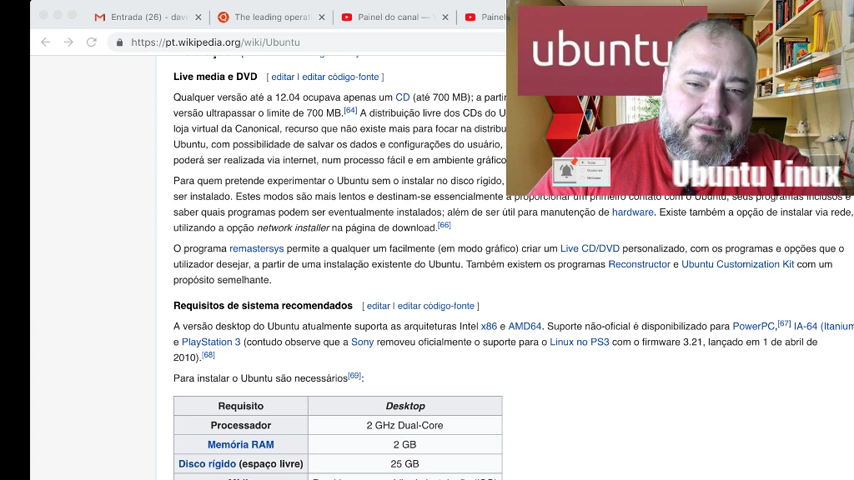 Entrada (26) - dav
The leading operat
Painel do canal —
Painel
https://pt.wikipedia.org/wiki/Ubuntu
ubuntu
Ubuntu Linux
Live media e DVD [ editar | editar código-fonte ]
Qualquer versão até a 12.04 ocupava apenas um CD (até 700 MB); a partir
versão ultrapassar o limite de 700 MB.[64] A distribuição livre dos CDs do U
loja virtual da Canonical, recurso que não existe mais para focar na distribu
Ubuntu, com possibilidade de salvar os dados e configurações do usuário,
poderá ser realizada via internet, num processo fácil e em ambiente gráfico
Para quem pretende experimentar o Ubuntu sem o instalar no disco rígido,
ser instalado. Estes modos são mais lentos e destinam-se essencialmente a proporcionar um primeiro contato com o Ubuntu, seus programas inclusos e
saber quais programas podem ser eventualmente instalados; além de ser útil para manutenção de hardware. Existe também a opção de instalar via rede,
utilizando a opção network installer na página de download.[66]
O programa remastersys permite a qualquer um facilmente (em modo gráfico) criar um Live CD/DVD personalizado, com os programas e opções que o
utilizador desejar, a partir de uma instalação existente do Ubuntu. Também existem os programas Reconstructor e Ubuntu Customization Kit com um
propósito semelhante.
Requisitos de sistema recomendados [ editar | editar código-fonte ]
A versão desktop do Ubuntu atualmente suporta as arquiteturas Intel x86 e AMD64. Suporte não-oficial é disponibilizado para PowerPC,[67] IA-64 (Itanium
e PlayStation 3 (contudo observe que a Sony removeu oficialmente o suporte para o Linux no PS3 com o firmware 3.21, lançado em 1 de abril de
2010).[68]
Para instalar o Ubuntu são necessários[69]:
Requisito Desktop
Processador 2 GHz Dual-Core
Memória RAM 2 GB
Disco rígido (espaço livre) 25 GB